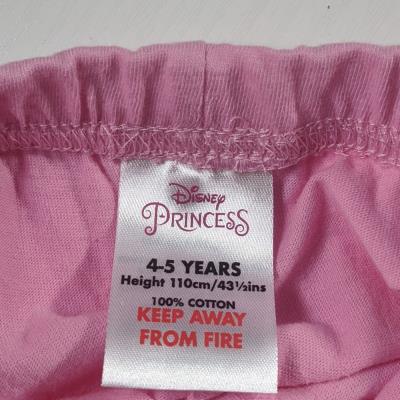 Disney
PRINCESS
4-5 YEARS
Height 110cm/43½ins
100% COTTON
KEEP AWAY
FROM FIRE